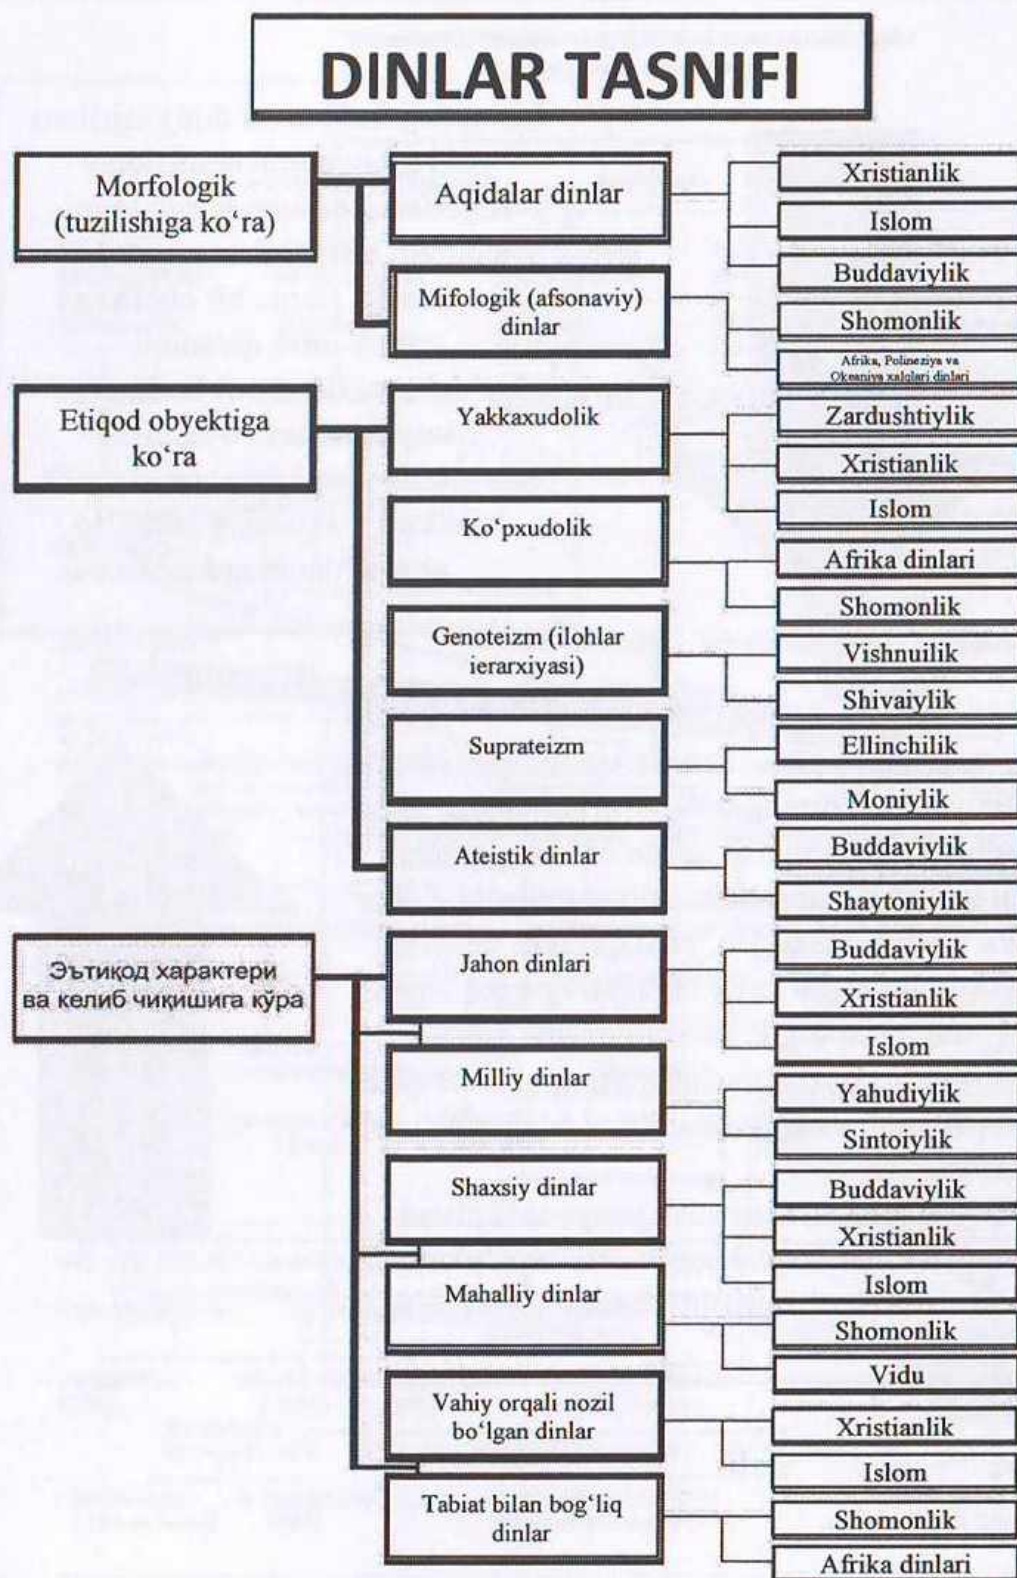 DINLAR TASNIFI
Morfologik
(tuzilishiga ko‘ra)
Aqidalar dinlar
Xristianlik
Islom
Buddaviylik
Mifologik (afsonaviy)
dinlar
Shomonlik
Afrika, Polineziya va
Okeaniya xalqlari dinlari
Etiqod obyektiga
ko‘ra
Yakkaxudolik
Zardushtiylik
Xristianlik
Islom
Ko‘pxudolik
Afrika dinlari
Shomonlik
Genoteizm (ilohlar
ierarxiyasi)
Vishnuilik
Shivaiylik
Suprateizm
Ellinchilik
Moniylik
Ateistik dinlar
Buddaviylik
Shaytoniylik
Эътиқод характери
ва келиб чиқишига кўра
Jahon dinlari
Buddaviylik
Xristianlik
Islom
Milliy dinlar
Yahudiylik
Sintoiylik
Shaxsiy dinlar
Buddaviylik
Xristianlik
Islom
Mahalliy dinlar
Shomonlik
Vidu
Vahiy orqali nozil
bo‘lgan dinlar
Xristianlik
Islom
Tabiat bilan bog‘liq
dinlar
Shomonlik
Afrika dinlari